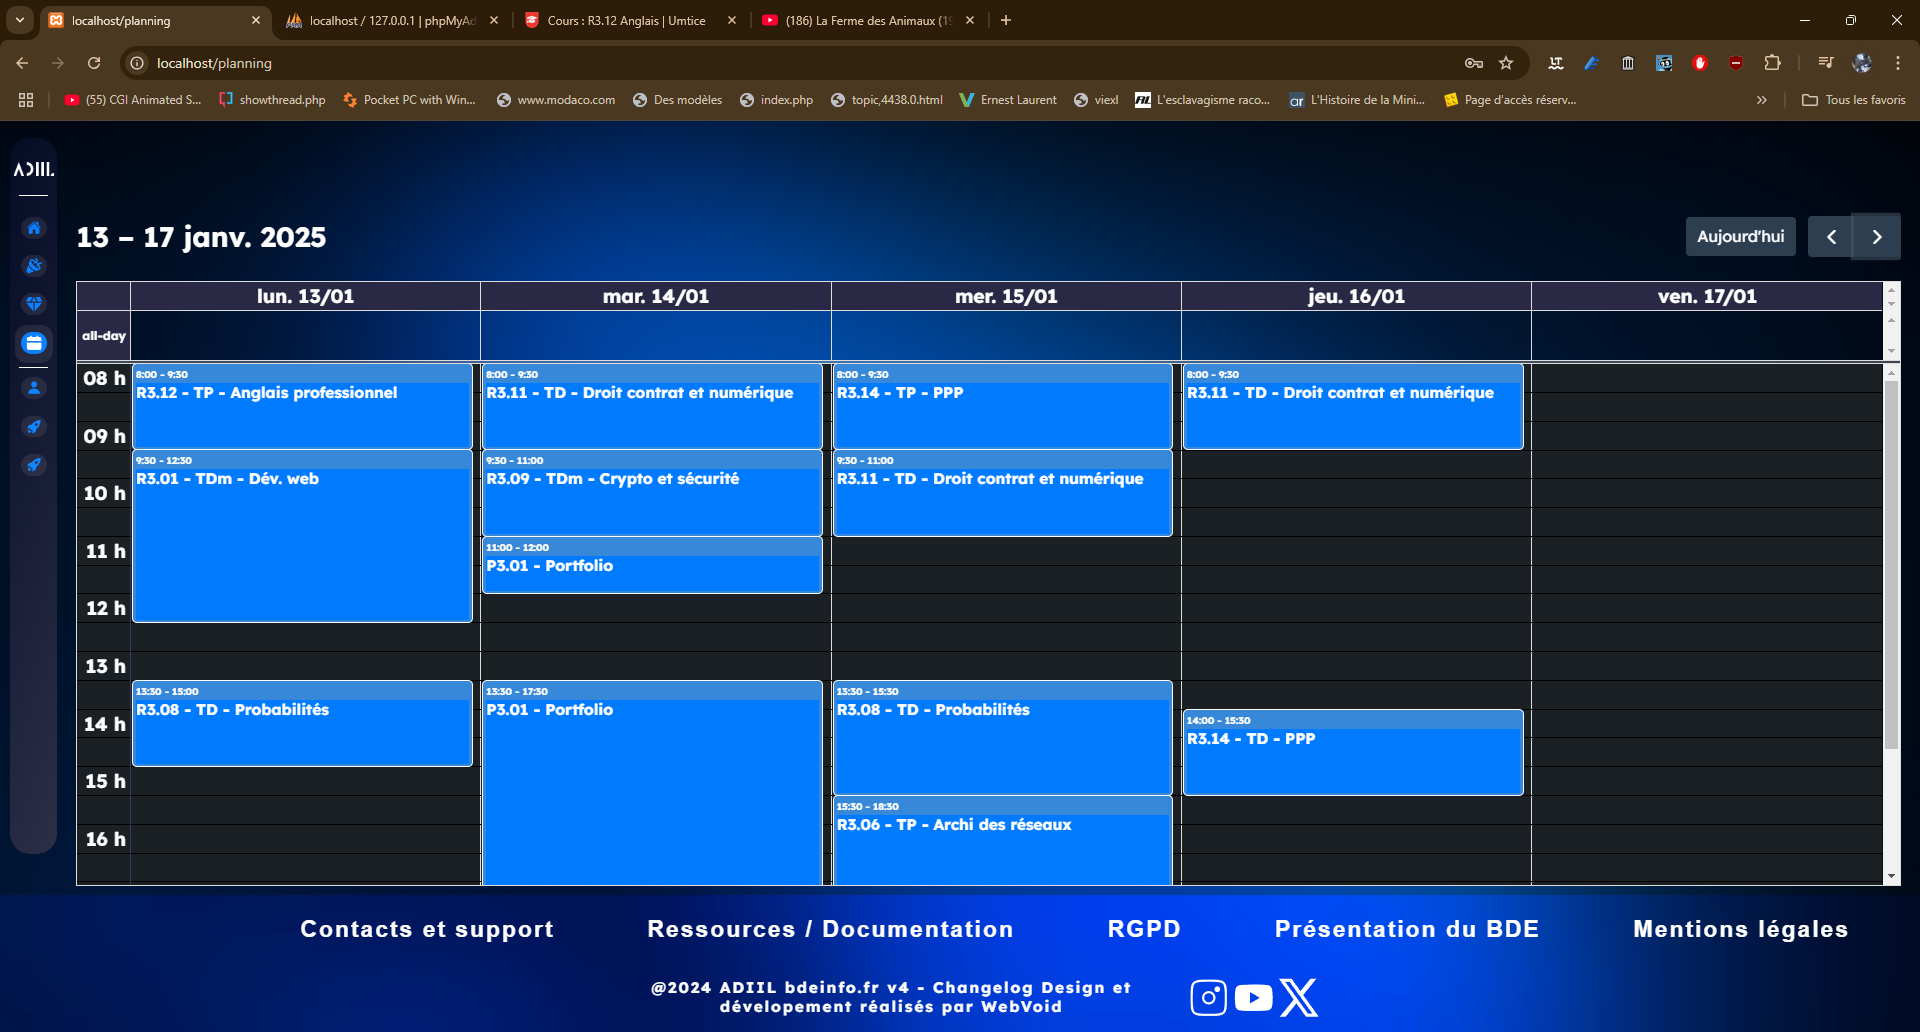 localhost/planning
localhost / 127.0.0.1 | phpMyAd
Cours : R3.12 Anglais | Umtice
(186) La Ferme des Animaux (19
localhost/planning
(55) CGI Animated S...
showthread.php
Pocket PC with Win...
www.modaco.com
Des modèles
index.php
topic,4438.0.html
Ernest Laurent
viexl
L'esclavagisme raco...
L'Histoire de la Mini...
Page d'accès réserv...
Tous les favoris
ADIIL
13 – 17 janv. 2025
Aujourd'hui
lun. 13/01
mar. 14/01
mer. 15/01
jeu. 16/01
ven. 17/01
all-day
08 h
09 h
10 h
11 h
12 h
13 h
14 h
15 h
16 h
8:00 - 9:30
R3.12 - TP - Anglais professionnel
9:30 - 12:30
R3.01 - TDm - Dév. web
13:30 - 15:00
R3.08 - TD - Probabilités
8:00 - 9:30
R3.11 - TD - Droit contrat et numérique
9:30 - 11:00
R3.09 - TDm - Crypto et sécurité
11:00 - 12:00
P3.01 - Portfolio
13:30 - 17:30
P3.01 - Portfolio
8:00 - 9:30
R3.14 - TP - PPP
9:30 - 11:00
R3.11 - TD - Droit contrat et numérique
13:30 - 15:30
R3.08 - TD - Probabilités
15:30 - 18:30
R3.06 - TP - Archi des réseaux
8:00 - 9:30
R3.11 - TD - Droit contrat et numérique
14:00 - 15:30
R3.14 - TD - PPP
Contacts et support
Ressources / Documentation
RGPD
Présentation du BDE
Mentions légales
@2024 ADIIL bdeinfo.fr v4 - Changelog Design et
dévelopement réalisés par WebVoid